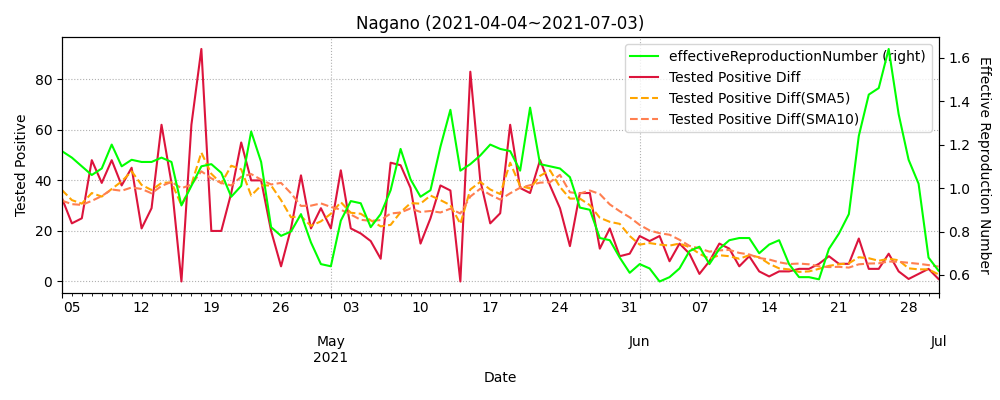 Nagano (2021-04-04~2021-07-03)
effectiveReproductionNumber (right)
Tested Positive Diff
Tested Positive Diff(SMA5)
Tested Positive Diff(SMA10)
Tested Positive
80
60
40
20
0
1.6
1.4
1.2
1.0
0.8
0.6
Effective Reproduction Number
05 12 19 26 03 10 17 24 31 07 14 21 28
May Jun Jul
2021
Date